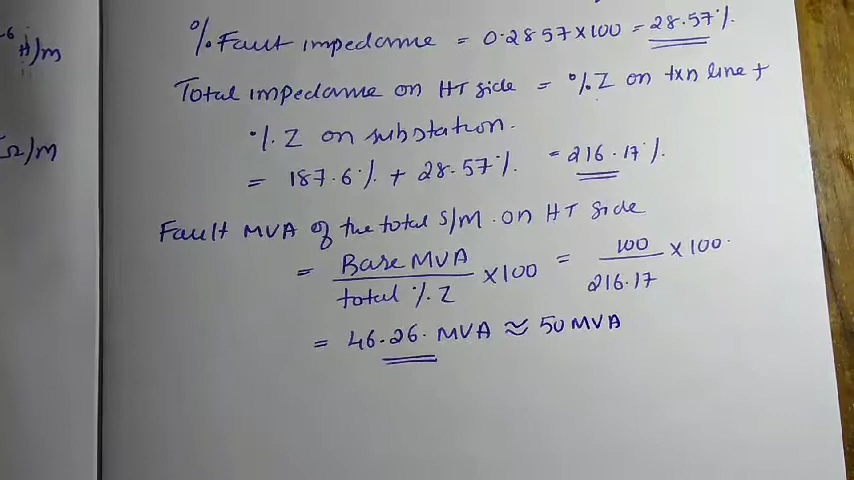 -6
H/m
Ω/m
% Fault impedance = 0.2857×100 = 28.57%.
Total impedance on HT side = %Z on txn line +
%Z on substation.
= 187.6% + 28.57% = 216.17%.
Fault MVA of the total S/M. on HT side
= Base MVA / total %Z ×100 = 100 / 216.17 × 100.
= 46.26. MVA ≈ 50 MVA